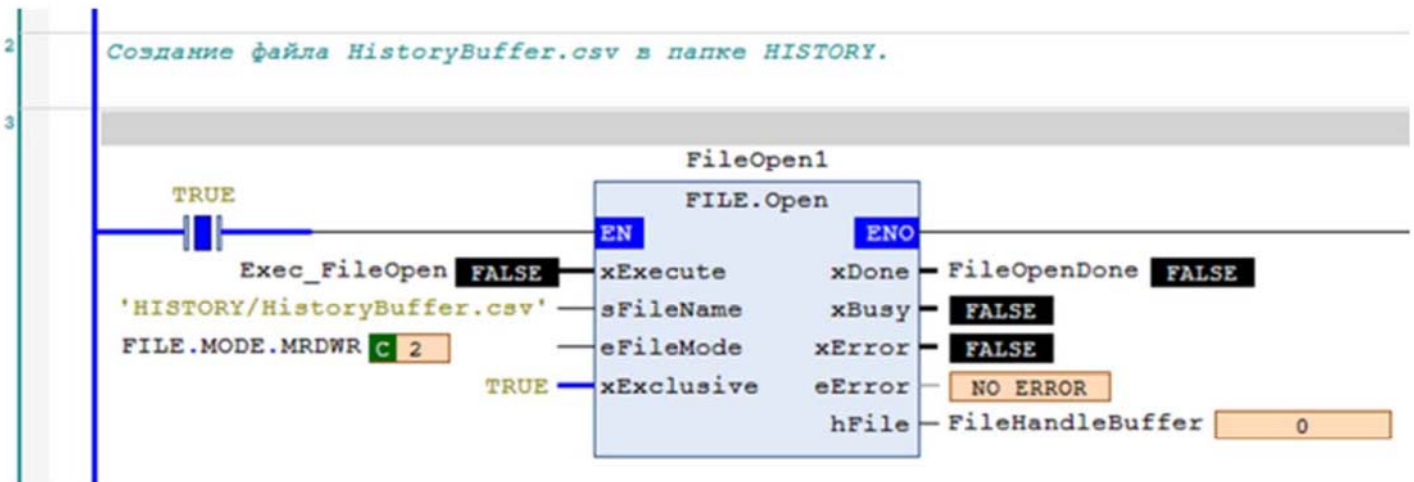 2
Создание файла HistoryBuffer.csv в папке HISTORY.
3
FileOpen1
TRUE
FILE.Open
EN ENO
Exec_FileOpen FALSE xExecute xDone FileOpenDone FALSE
'HISTORY/HistoryBuffer.csv' sFileName xBusy FALSE
FILE.MODE.MRDWR C 2 eFileMode xError FALSE
TRUE xExclusive eError NO ERROR
hFile FileHandleBuffer 0